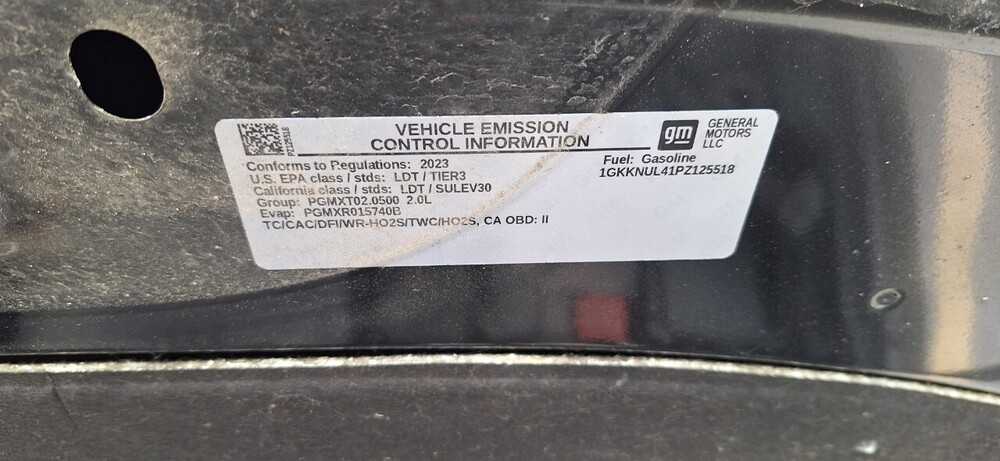 PZ125518
VEHICLE EMISSION
CONTROL INFORMATION
gm
GENERAL
MOTORS
LLC
Conforms to Regulations: 2023
U.S. EPA class / stds: LDT / TIER3
California class / stds: LDT / SULEV30
Group: PGMXT02.0500 2.0L
Evap: PGMXR015740B
TC/CAC/DFI/WR-HO2S/TWC/HO2S, CA OBD: II
Fuel: Gasoline
1GKKNUL41PZ125518